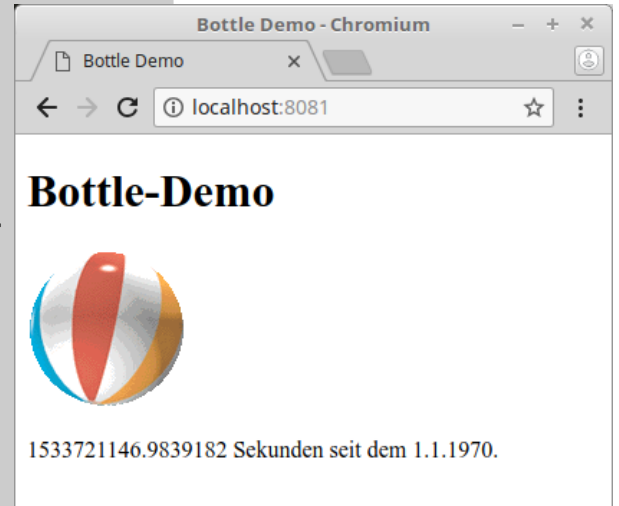 Bottle Demo - Chromium
Bottle Demo
localhost:8081
Bottle-Demo
1533721146.9839182 Sekunden seit dem 1.1.1970.